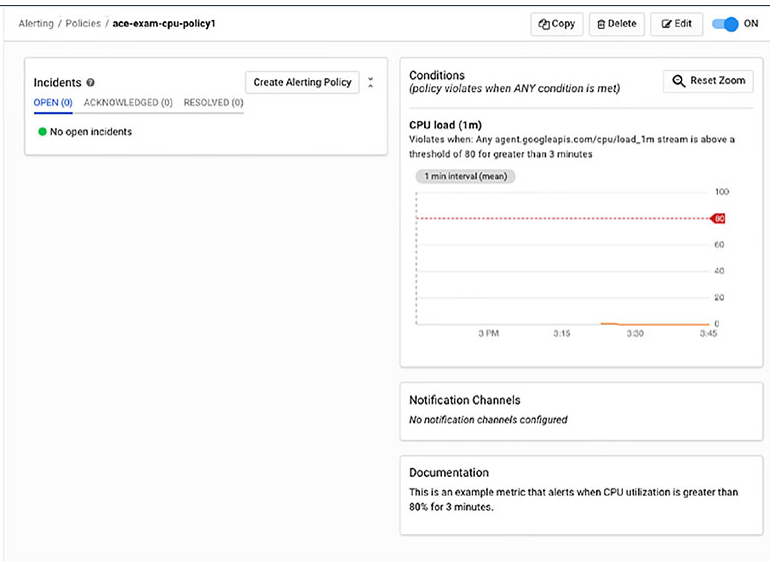 Alerting / Policies / ace-exam-cpu-policy1
Copy
Delete
Edit
ON
Incidents
Create Alerting Policy
OPEN (0) ACKNOWLEDGED (0) RESOLVED (0)
No open incidents
Conditions
(policy violates when ANY condition is met)
Reset Zoom
CPU load (1m)
Violates when: Any agent.googleapis.com/cpu/load_1m stream is above a
threshold of 80 for greater than 3 minutes
1 min interval (mean)
100
80
60
40
20
0
3 PM 3:15 3:30 3:45
Notification Channels
No notification channels configured
Documentation
This is an example metric that alerts when CPU utilization is greater than
80% for 3 minutes.